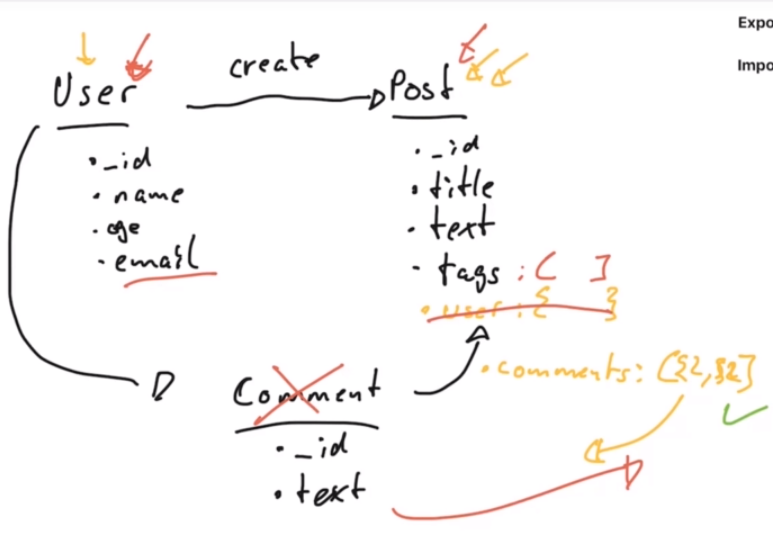 Expo
Impo
create
User
Post
._id
.name
.age
.email
._id
.title
.text
.tags : [ ]
.user : { }
.comments: [{}, {}]
Comment
._id
.text